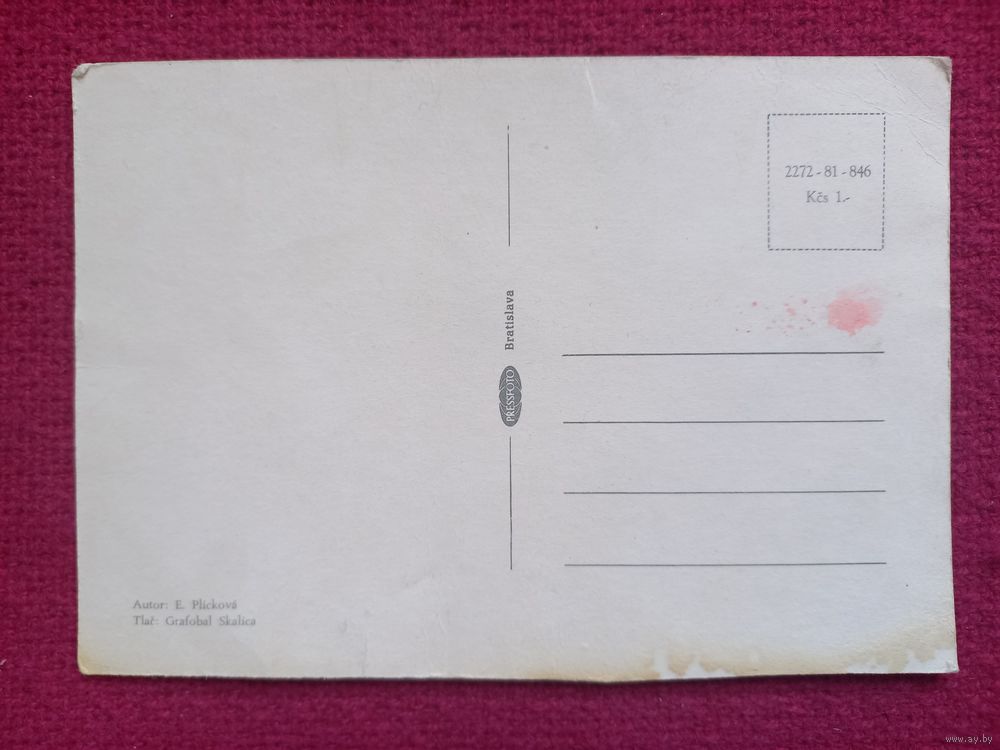 2272-81-846
Kčs 1.-
Bratislava
PRESSFOTO
Autor: E. Plicková
Tlač: Grafobal Skalica
www.ay.by